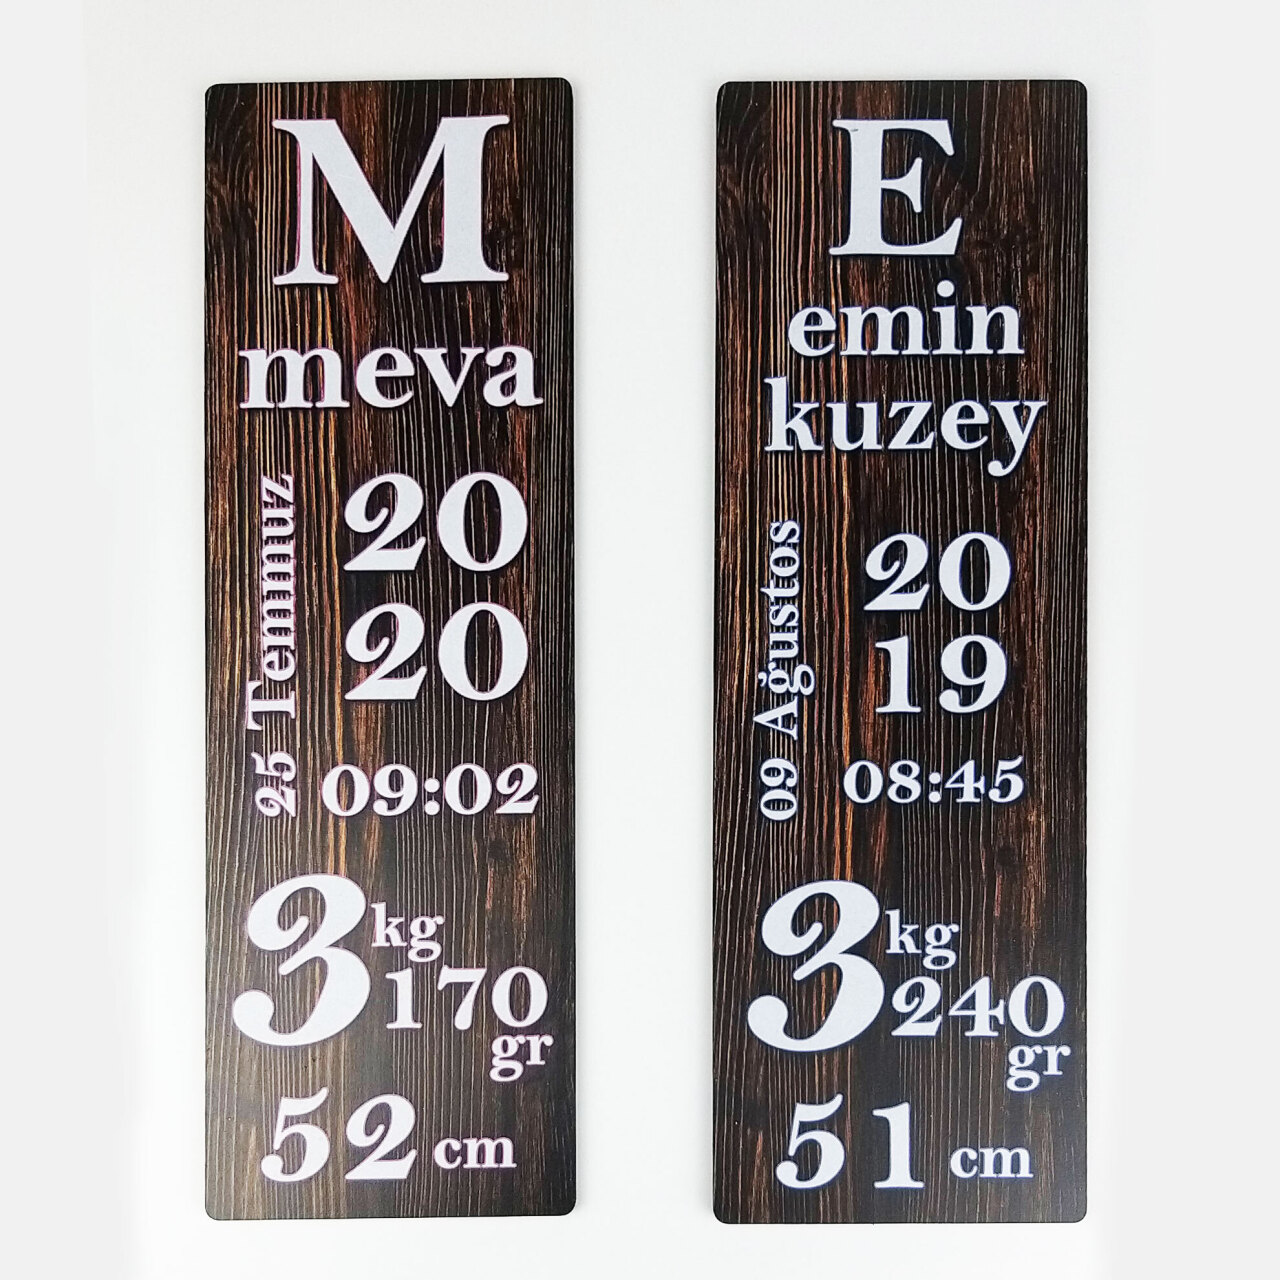 M
meva
25 Temmuz
20
20
09:02
3 kg
170
gr
52 cm
E
emin
kuzey
09 Ağustos
20
19
08:45
3 kg
240
gr
51 cm